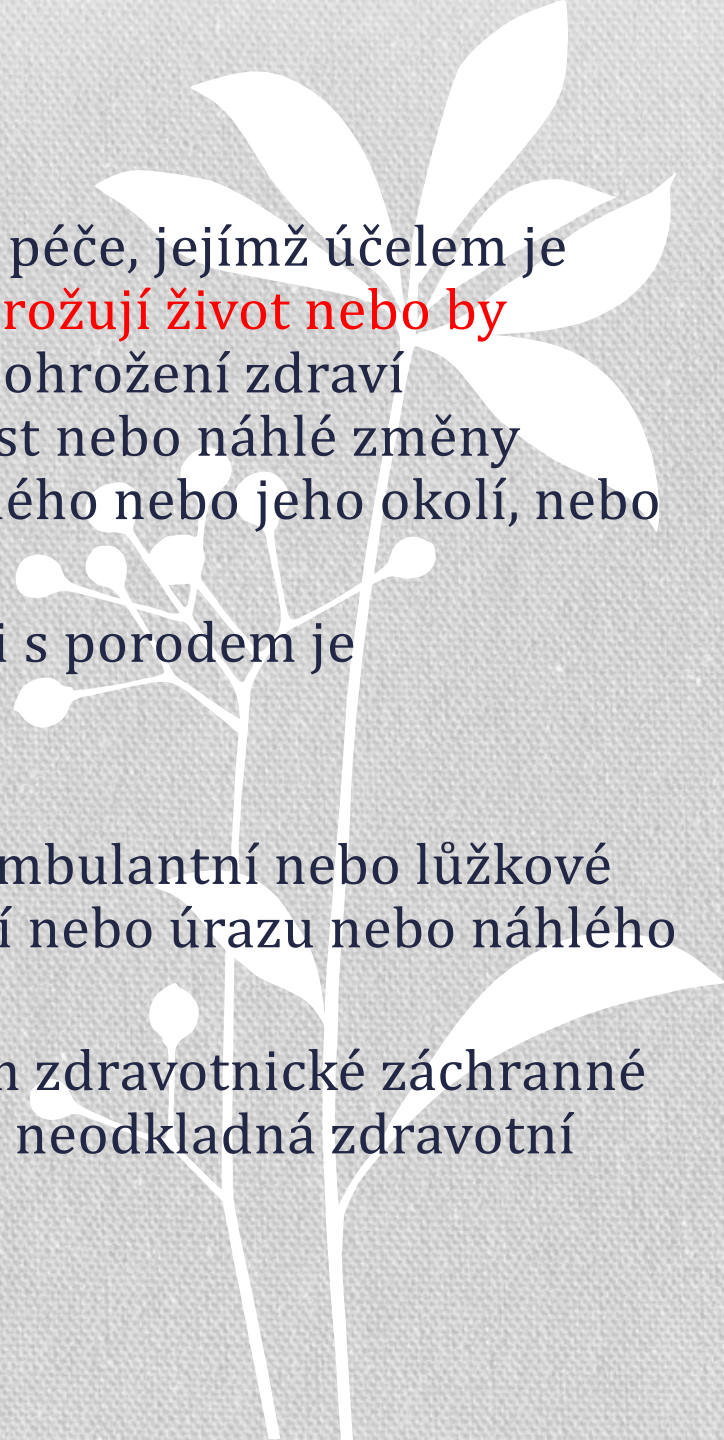 péče, jejímž účelem je
rožují život nebo by
ohrožení zdraví
st nebo náhlé změny
ého nebo jeho okolí, nebo
i s porodem je
mbulantní nebo lůžkové
í nebo úrazu nebo náhlého
zdravotnické záchranné
neodkladná zdravotní